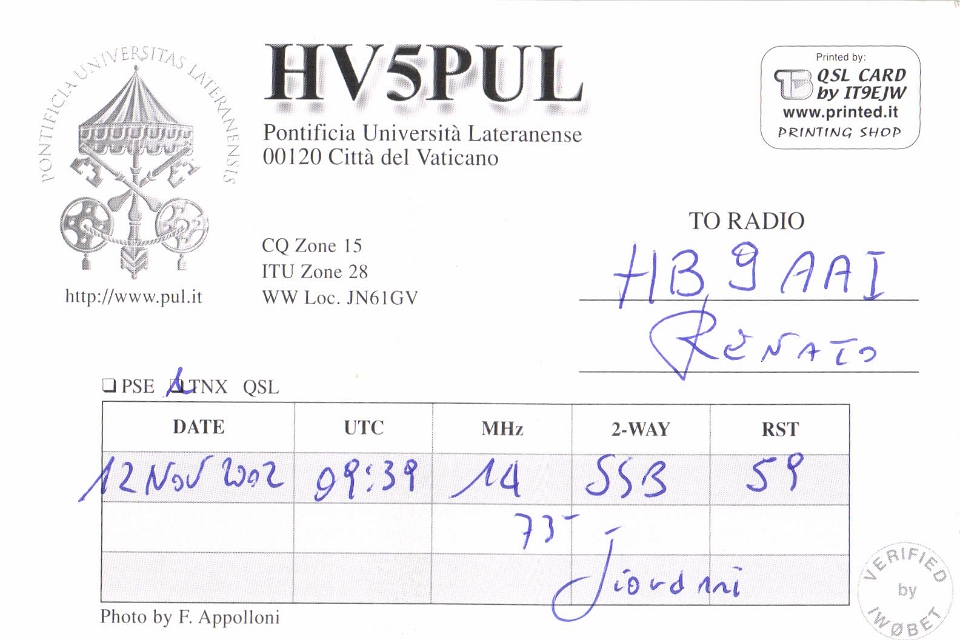 PONTIFICIA UNIVERSITAS LATERANENSIS
HV5PUL
Pontificia Università Lateranense
00120 Città del Vaticano
Printed by:
QSL CARD
by IT9EJW
www.printed.it
PRINTING SHOP
http://www.pul.it
CQ Zone 15
ITU Zone 28
WW Loc. JN61GV
TO RADIO
HB9AAI
RENATO
PSE TNX QSL
DATE UTC MHz 2-WAY RST
12 Nov 2002 09:39 14 SSB 59
73
Giovanni
Photo by F. Appolloni
VERIFIED by IWØBET